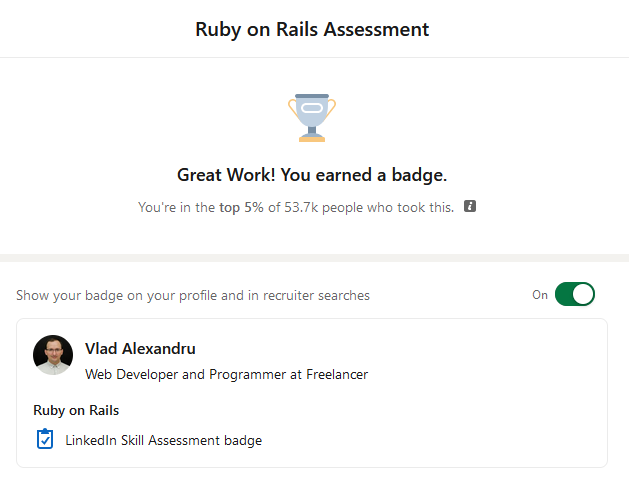 Ruby on Rails Assessment
Great Work! You earned a badge.
You're in the top 5% of 53.7k people who took this.
Show your badge on your profile and in recruiter searches
On
Vlad Alexandru
Web Developer and Programmer at Freelancer
Ruby on Rails
LinkedIn Skill Assessment badge